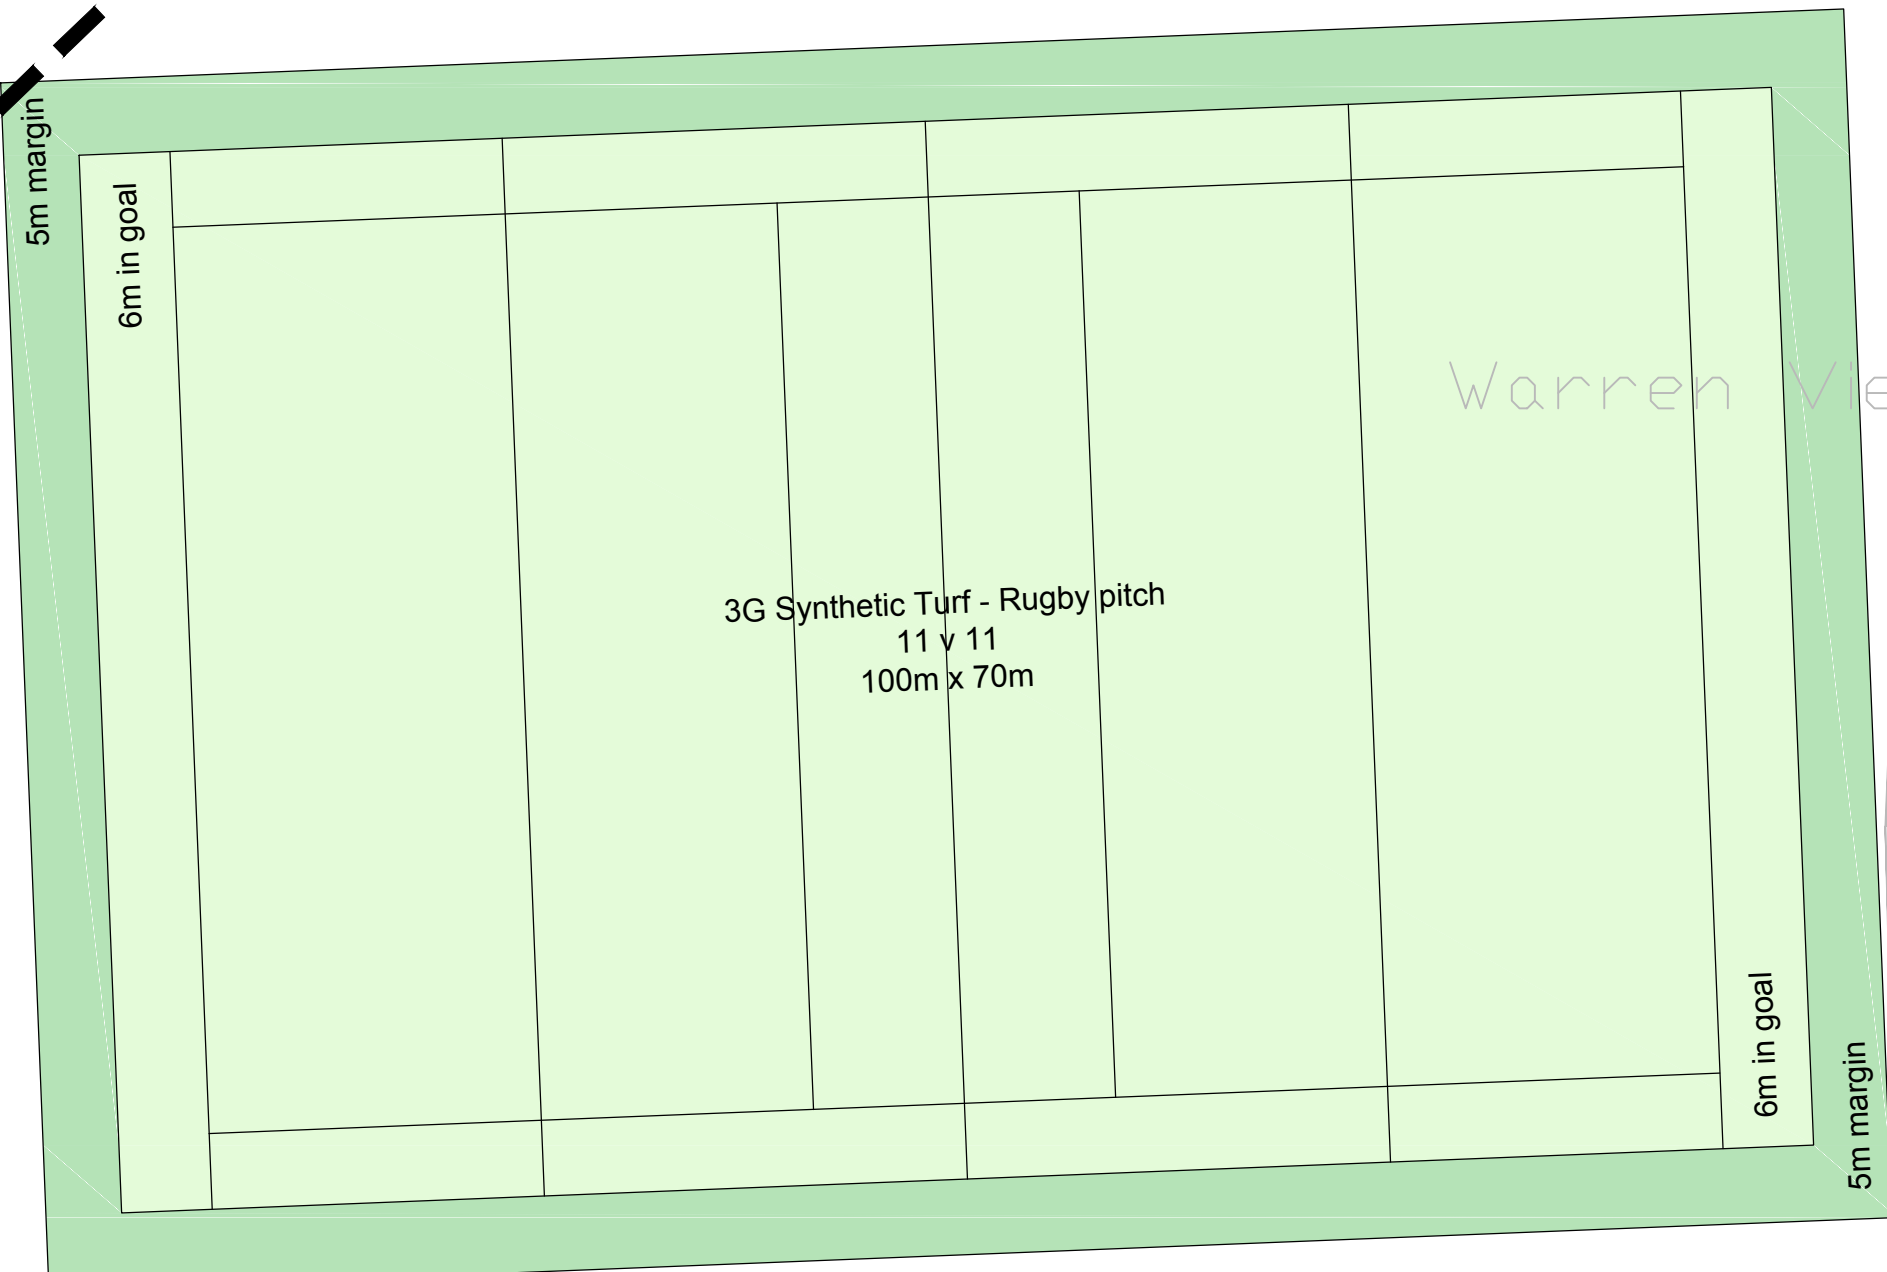 5m margin
6m in goal
Warren
3G Synthetic Turf - Rugby pitch
11 v 11
100m x 70m
6m in goal
5m margin